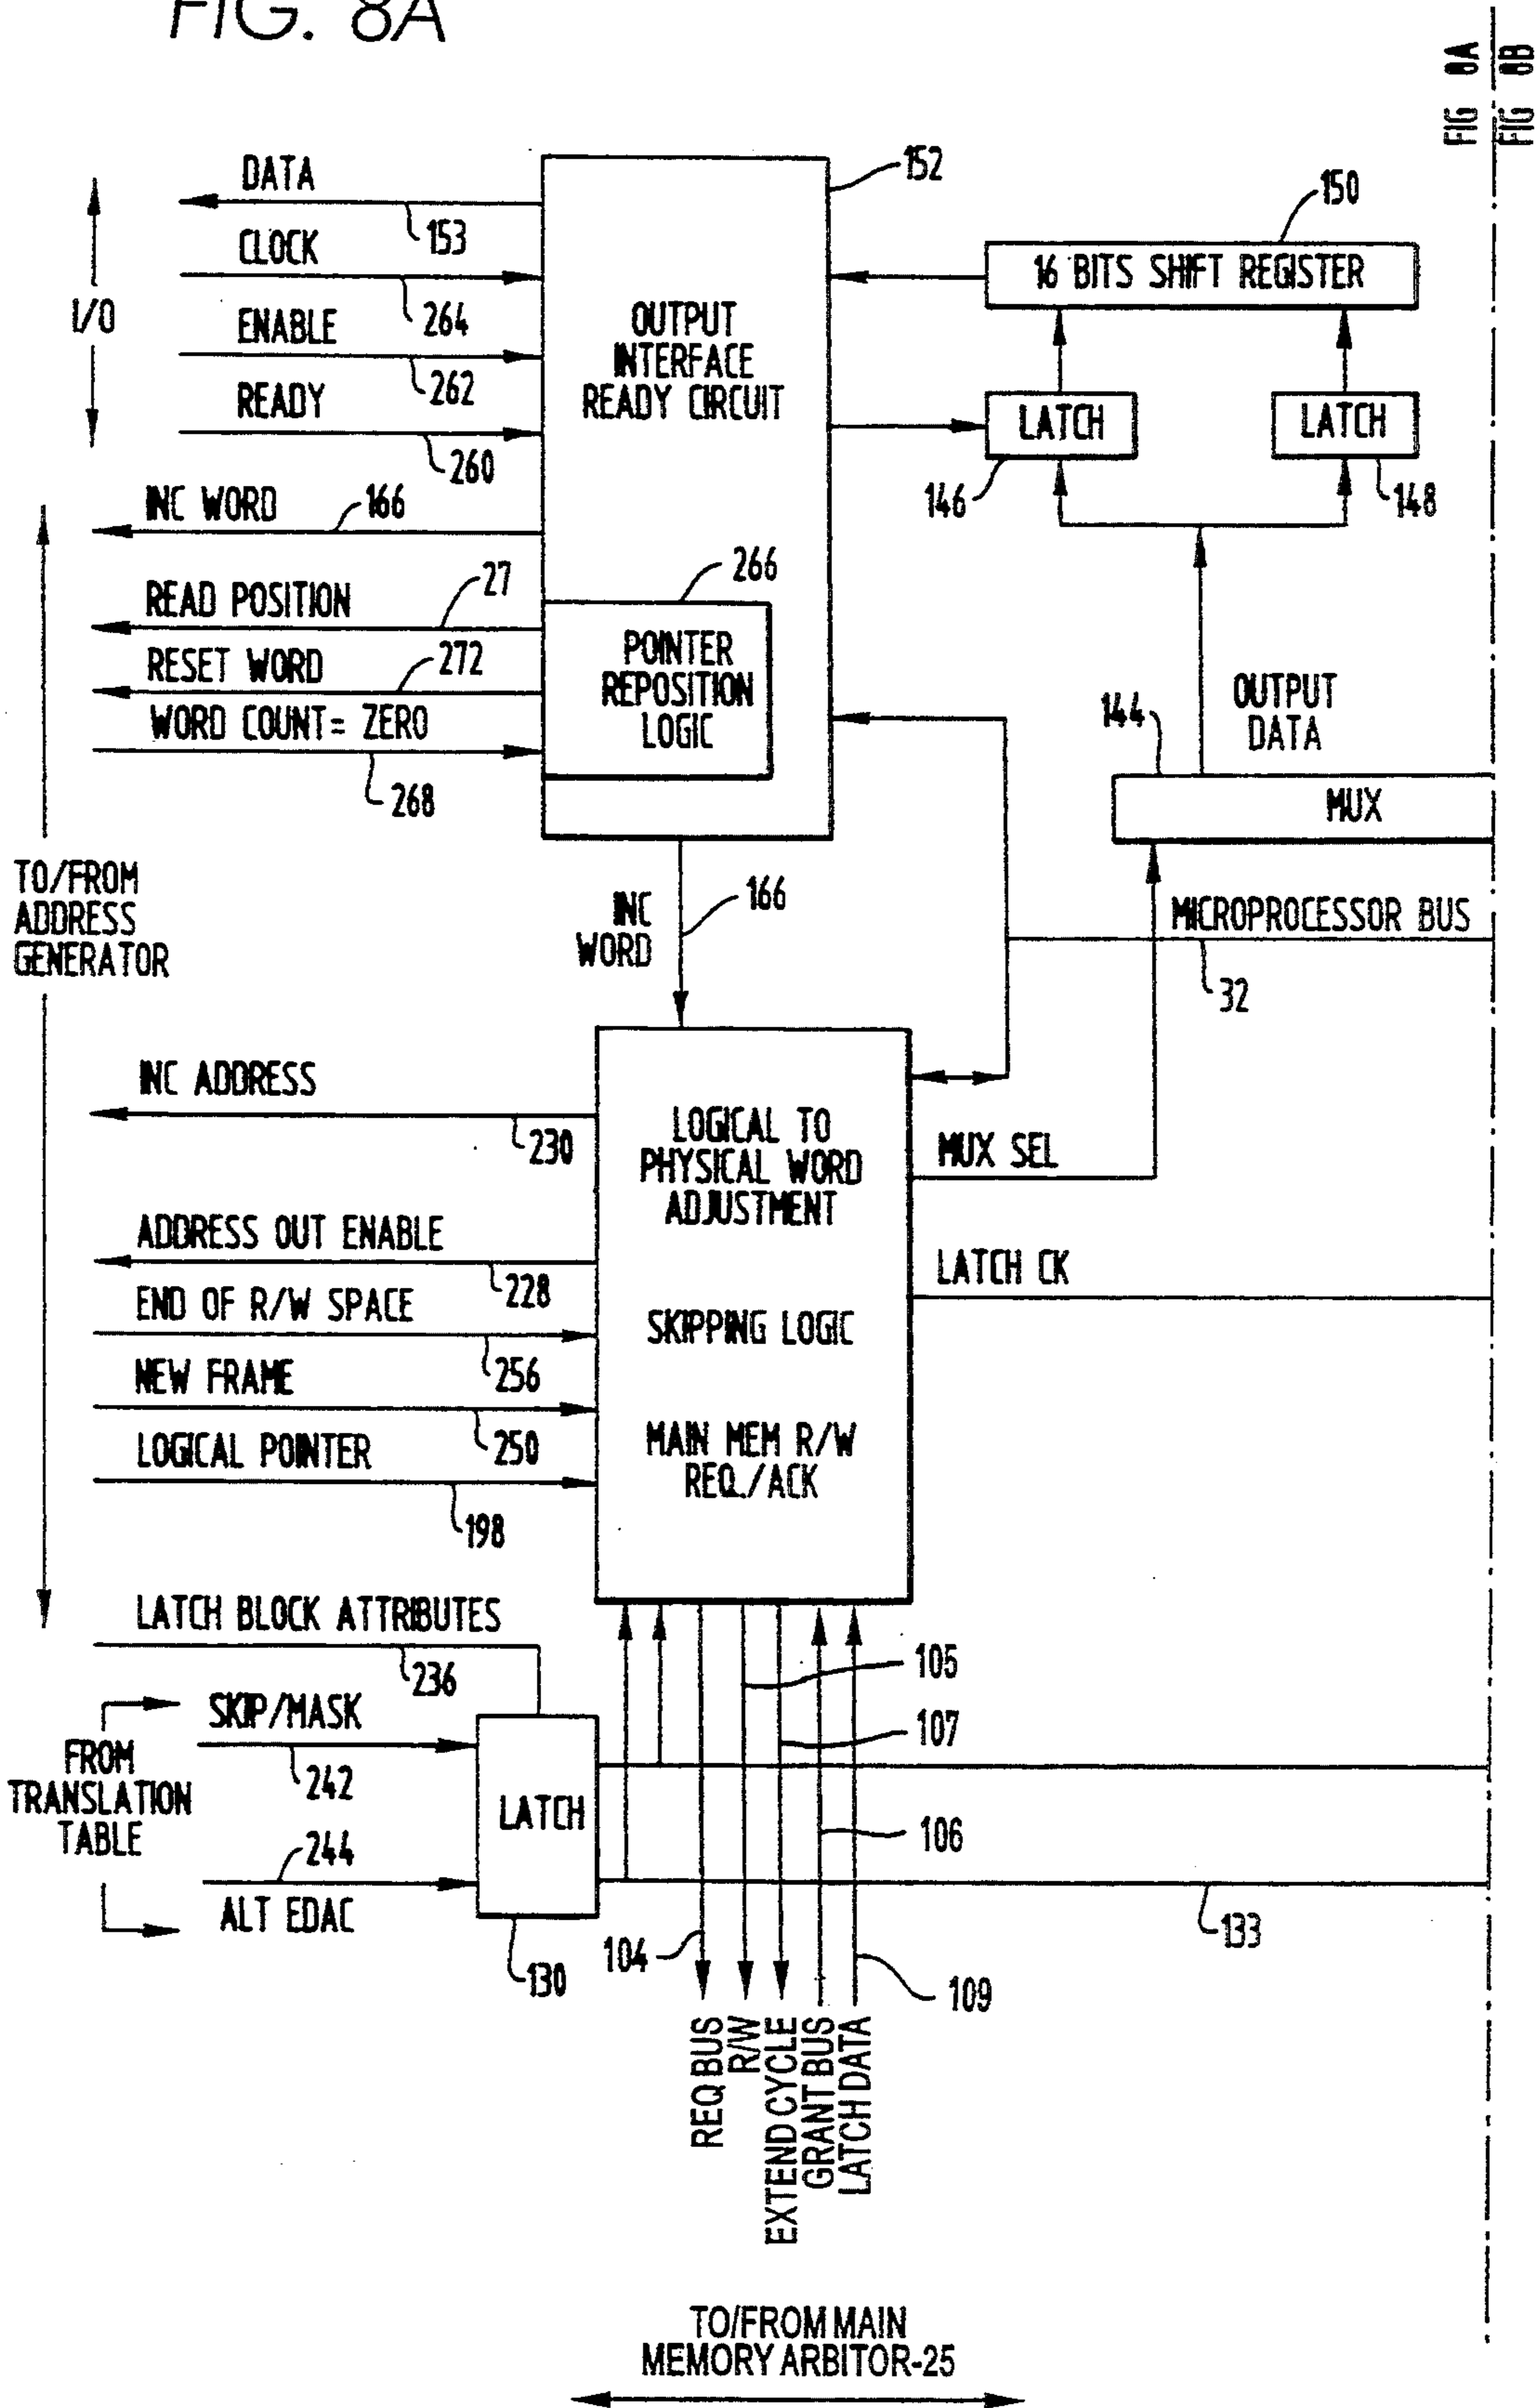 FIG. 8A
FIG 8A
FIG 8B
DATA
153
CLOCK
264
I/O
ENABLE
262
READY
260
152
OUTPUT
INTERFACE
READY CIRCUIT
150
16 BITS SHIFT REGISTER
LATCH
146
LATCH
148
INC WORD
166
READ POSITION
27
RESET WORD
272
WORD COUNT= ZERO
268
266
POINTER
REPOSITION
LOGIC
144
OUTPUT
DATA
MUX
TO/FROM
ADDRESS
GENERATOR
INC
WORD
166
MICROPROCESSOR BUS
32
INC ADDRESS
230
ADDRESS OUT ENABLE
228
END OF R/W SPACE
256
NEW FRAME
250
LOGICAL POINTER
198
LOGICAL TO
PHYSICAL WORD
ADJUSTMENT
SKIPPING LOGIC
MAIN MEM R/W
REQ./ACK
MUX SEL
LATCH CK
LATCH BLOCK ATTRIBUTES
236
FROM
TRANSLATION
TABLE
SKIP/MASK
242
244
ALT EDAC
LATCH
130
105
107
106
133
104
109
REQ BUS
R/W
EXTEND CYCLE
GRANT BUS
LATCH DATA
TO/FROM MAIN
MEMORY ARBITOR-25